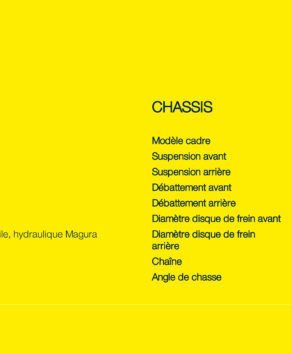 CHASSIS
Modèle cadre
Suspension avant
Suspension arrière
Débattement avant
Débattement arrière
Diamètre disque de frein avant
hydraulique Magura
Diamètre disque de frein
arrière
Chaîne
Angle de chasse